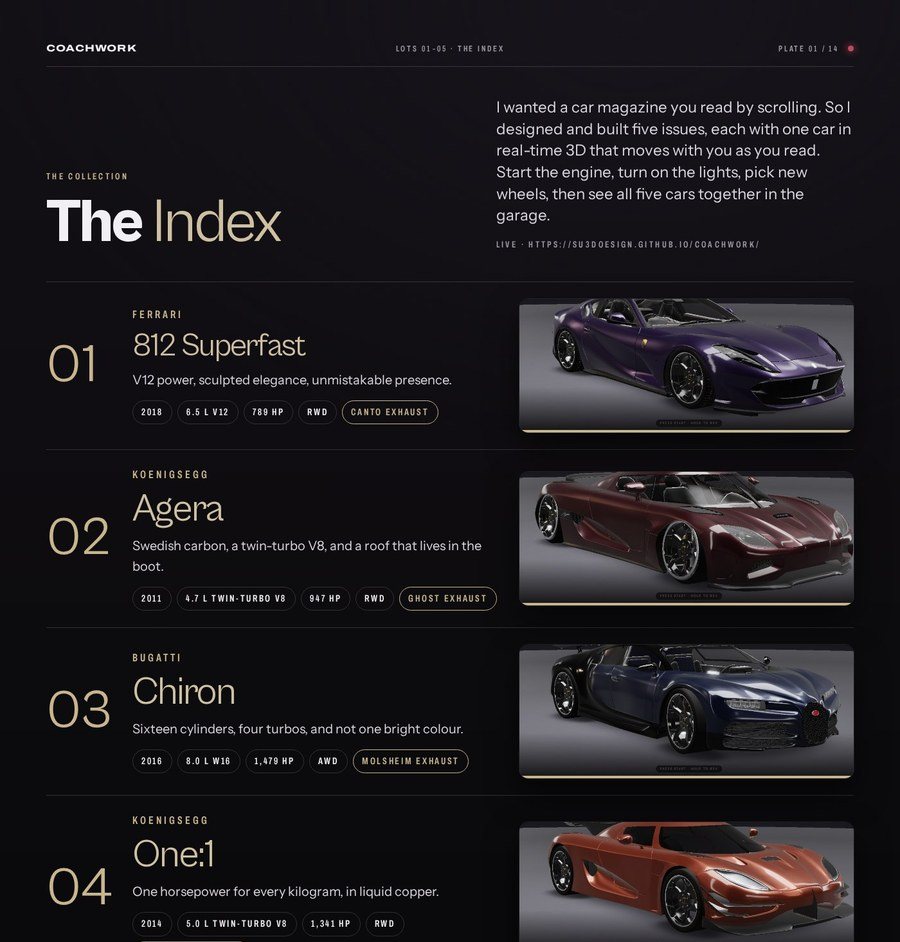 COACHWORK
LOTS 01-05 · THE INDEX
PLATE 01 / 14
I wanted a car magazine you read by scrolling. So I
designed and built five issues, each with one car in
real-time 3D that moves with you as you read.
Start the engine, turn on the lights, pick new
wheels, then see all five cars together in the
garage.
LIVE · HTTPS://SU3DOESIGN.GITHUB.IO/COACHWORK/
THE COLLECTION
The Index
01
FERRARI
812 Superfast
V12 power, sculpted elegance, unmistakable presence.
2018
6.5 L V12
789 HP
RWD
CANTO EXHAUST
02
KOENIGSEGG
Agera
Swedish carbon, a twin-turbo V8, and a roof that lives in the
boot.
2011
4.7 L TWIN-TURBO V8
947 HP
RWD
GHOST EXHAUST
03
BUGATTI
Chiron
Sixteen cylinders, four turbos, and not one bright colour.
2016
8.0 L W16
1,479 HP
AWD
MOLSHEIM EXHAUST
04
KOENIGSEGG
One:1
One horsepower for every kilogram, in liquid copper.
2014
5.0 L TWIN-TURBO V8
1,341 HP
RWD